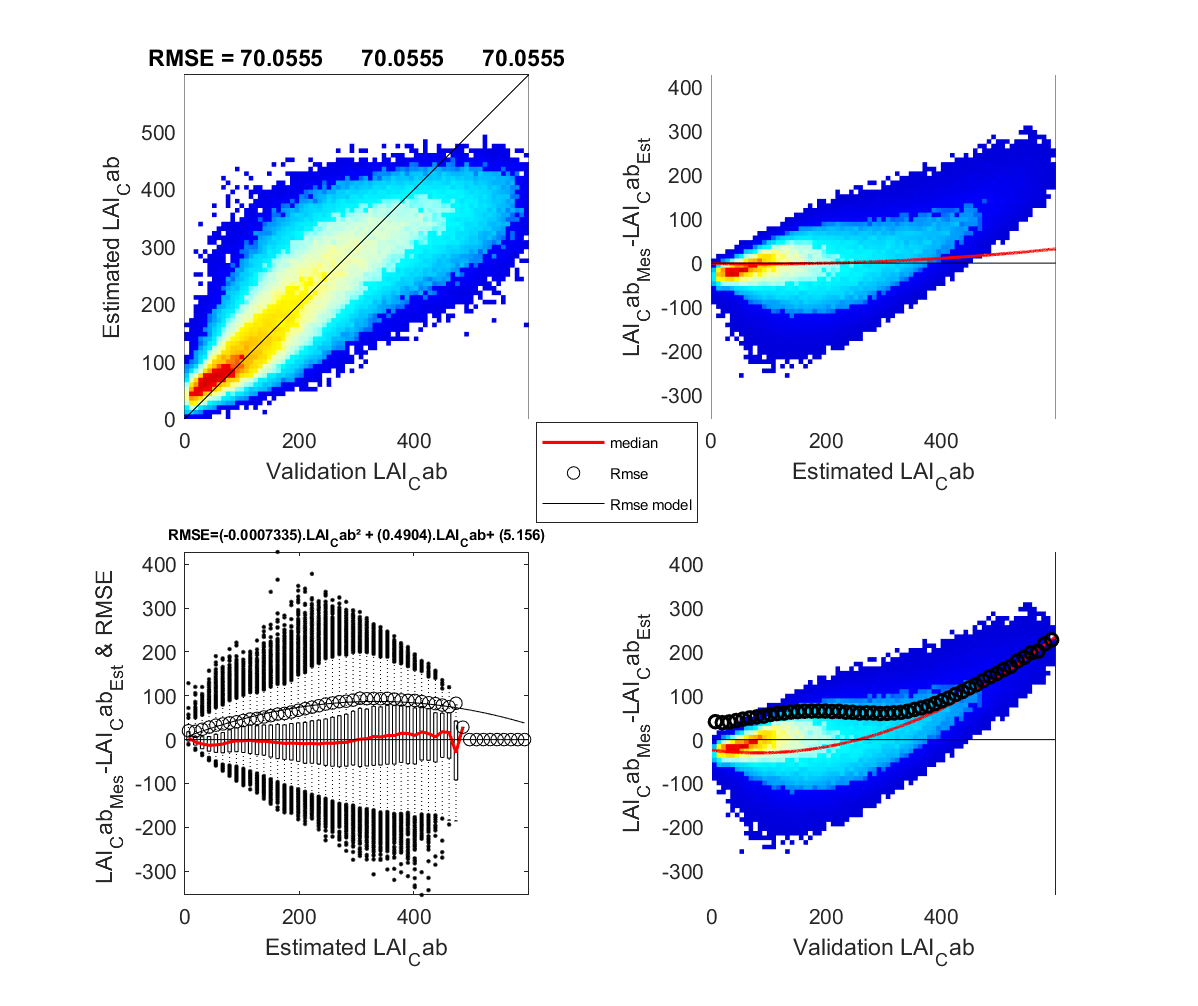 RMSE = 70.0555 70.0555 70.0555
500
400
300
200
100
0
0 200 400
Estimated LAI_Cab
Validation LAI_Cab
400
300
200
100
0
-100
-200
-300
0 200 400
LAI_Cab_Mes-LAI_Cab_Est
Estimated LAI_Cab
median
Rmse
Rmse model
RMSE=(-0.0007335).LAI_Cab² + (0.4904).LAI_Cab+ (5.156)
400
300
200
100
0
-100
-200
-300
0 200 400
LAI_Cab_Mes-LAI_Cab_Est & RMSE
Estimated LAI_Cab
400
300
200
100
0
-100
-200
-300
0 200 400
LAI_Cab_Mes-LAI_Cab_Est
Validation LAI_Cab